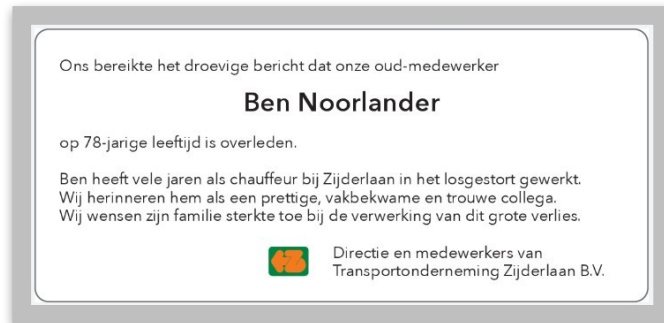 Ons bereikte het droevige bericht dat onze oud-medewerker
Ben Noorlander
op 78-jarige leeftijd is overleden.
Ben heeft vele jaren als chauffeur bij Zijderlaan in het losgestort gewerkt.
Wij herinneren hem als een prettige, vakbekwame en trouwe collega.
Wij wensen zijn familie sterkte toe bij de verwerking van dit grote verlies.
Directie en medewerkers van
Transportonderneming Zijderlaan B.V.